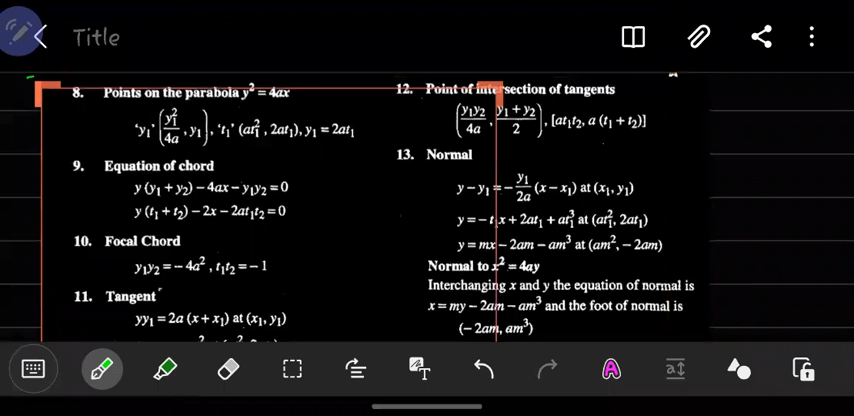 Title
8. Points on the parabola y² = 4ax
'y₁' (y₁²/4a, y₁), 't₁' (at₁², 2at₁), y₁ = 2at₁
9. Equation of chord
y (y₁ + y₂) – 4ax – y₁y₂ = 0
y (t₁ + t₂) – 2x – 2at₁t₂ = 0
10. Focal Chord
y₁y₂ = – 4a², t₁t₂ = – 1
11. Tangent
yy₁ = 2a (x + x₁) at (x₁, y₁)
12. Point of intersection of tangents
(y₁y₂/4a, y₁ + y₂/2), [at₁t₂, a (t₁ + t₂)]
13. Normal
y – y₁ = – y₁/2a (x – x₁) at (x₁, y₁)
y = – t₁x + 2at₁ + at₁³ at (at₁², 2at₁)
y = mx – 2am – am³ at (am², – 2am)
Normal to x² = 4ay
Interchanging x and y the equation of normal is
x = my – 2am – am³ and the foot of normal is
(– 2am, am³)